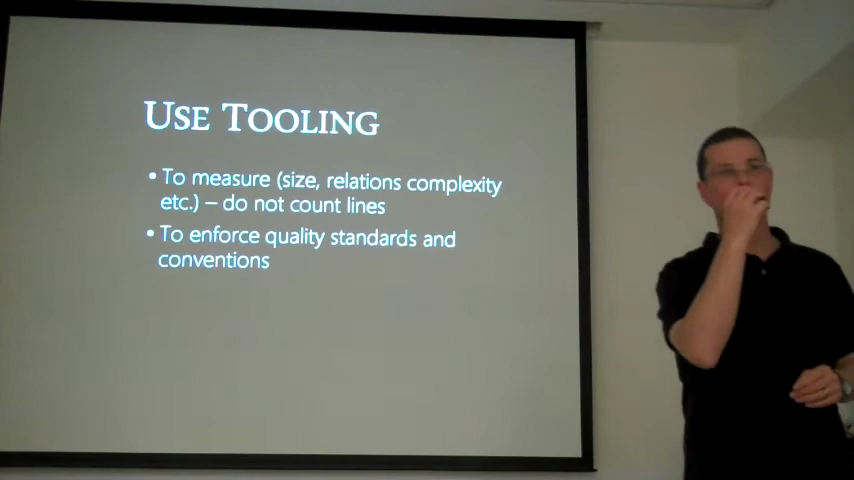 USE TOOLING
• To measure (size, relations complexity
etc.) – do not count lines
• To enforce quality standards and
conventions